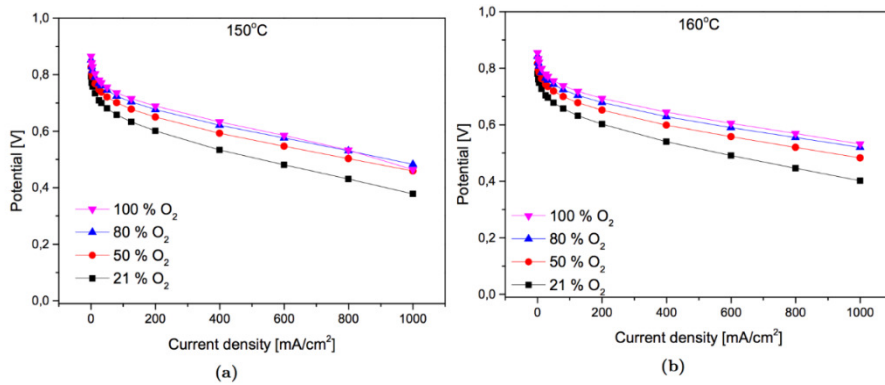 150°C
1,0
0,8
0,6
0,4
0,2
0,0
Potential [V]
100 % O₂
80 % O₂
50 % O₂
21 % O₂
0 200 400 600 800 1000
Current density [mA/cm²]
(a)
160°C
1,0
0,8
0,6
0,4
0,2
0,0
Potential [V]
100 % O₂
80 % O₂
50 % O₂
21 % O₂
0 200 400 600 800 1000
Current density [mA/cm²]
(b)